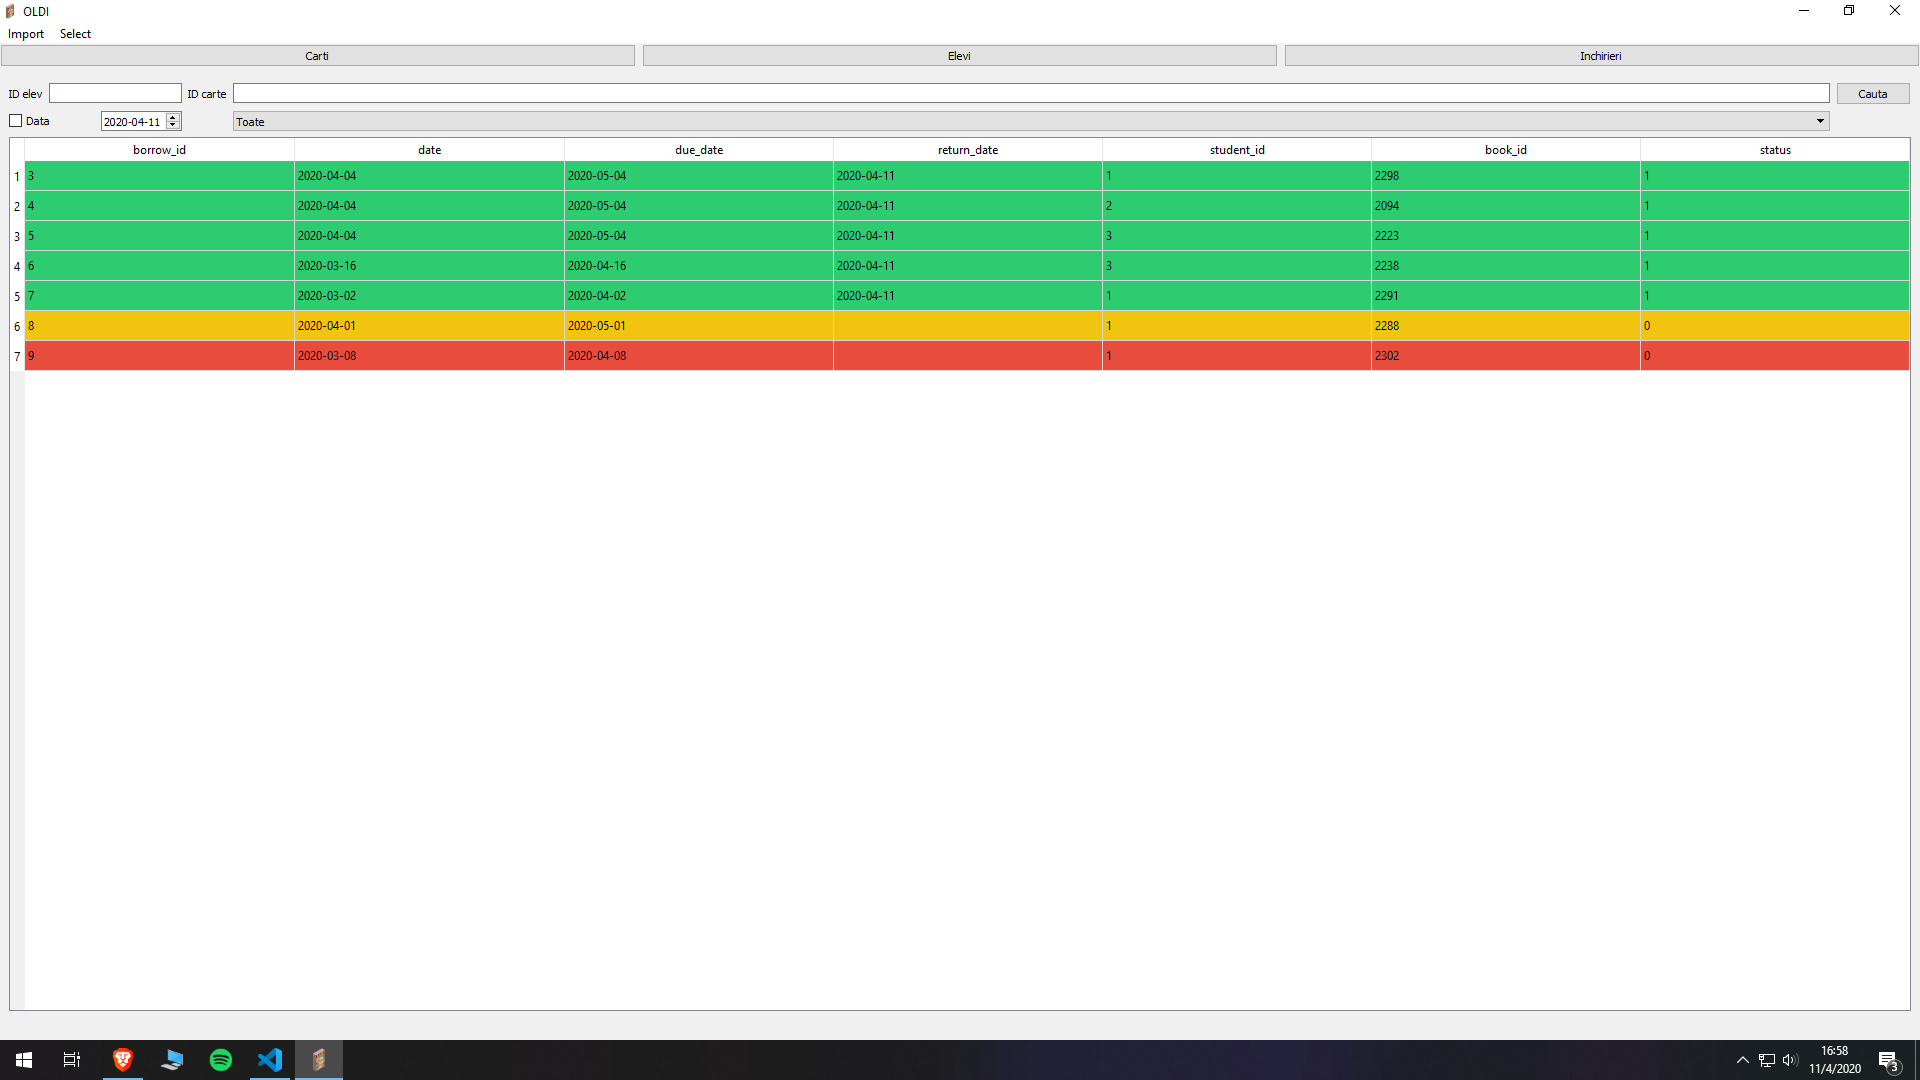 OLDI
Import Select
Carti Elevi Inchirieri
ID elev ID carte Cauta
Data 2020-04-11 Toate
borrow_id date due_date return_date student_id book_id status
1 3 2020-04-04 2020-05-04 2020-04-11 1 2298 1
2 4 2020-04-04 2020-05-04 2020-04-11 2 2094 1
3 5 2020-04-04 2020-05-04 2020-04-11 3 2223 1
4 6 2020-03-16 2020-04-16 2020-04-11 3 2238 1
5 7 2020-03-02 2020-04-02 2020-04-11 1 2291 1
6 8 2020-04-01 2020-05-01 1 2288 0
7 9 2020-03-08 2020-04-08 1 2302 0
16:58
11/4/2020
3